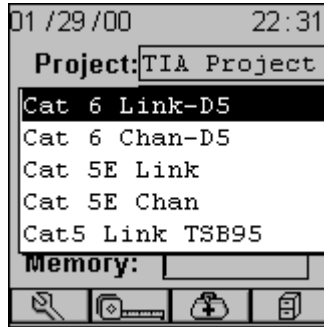 01/29/00 22:31
Project: TIA Project
Cat 6 Link-D5
Cat 6 Chan-D5
Cat 5E Link
Cat 5E Chan
Cat5 Link TSB95
Memory: